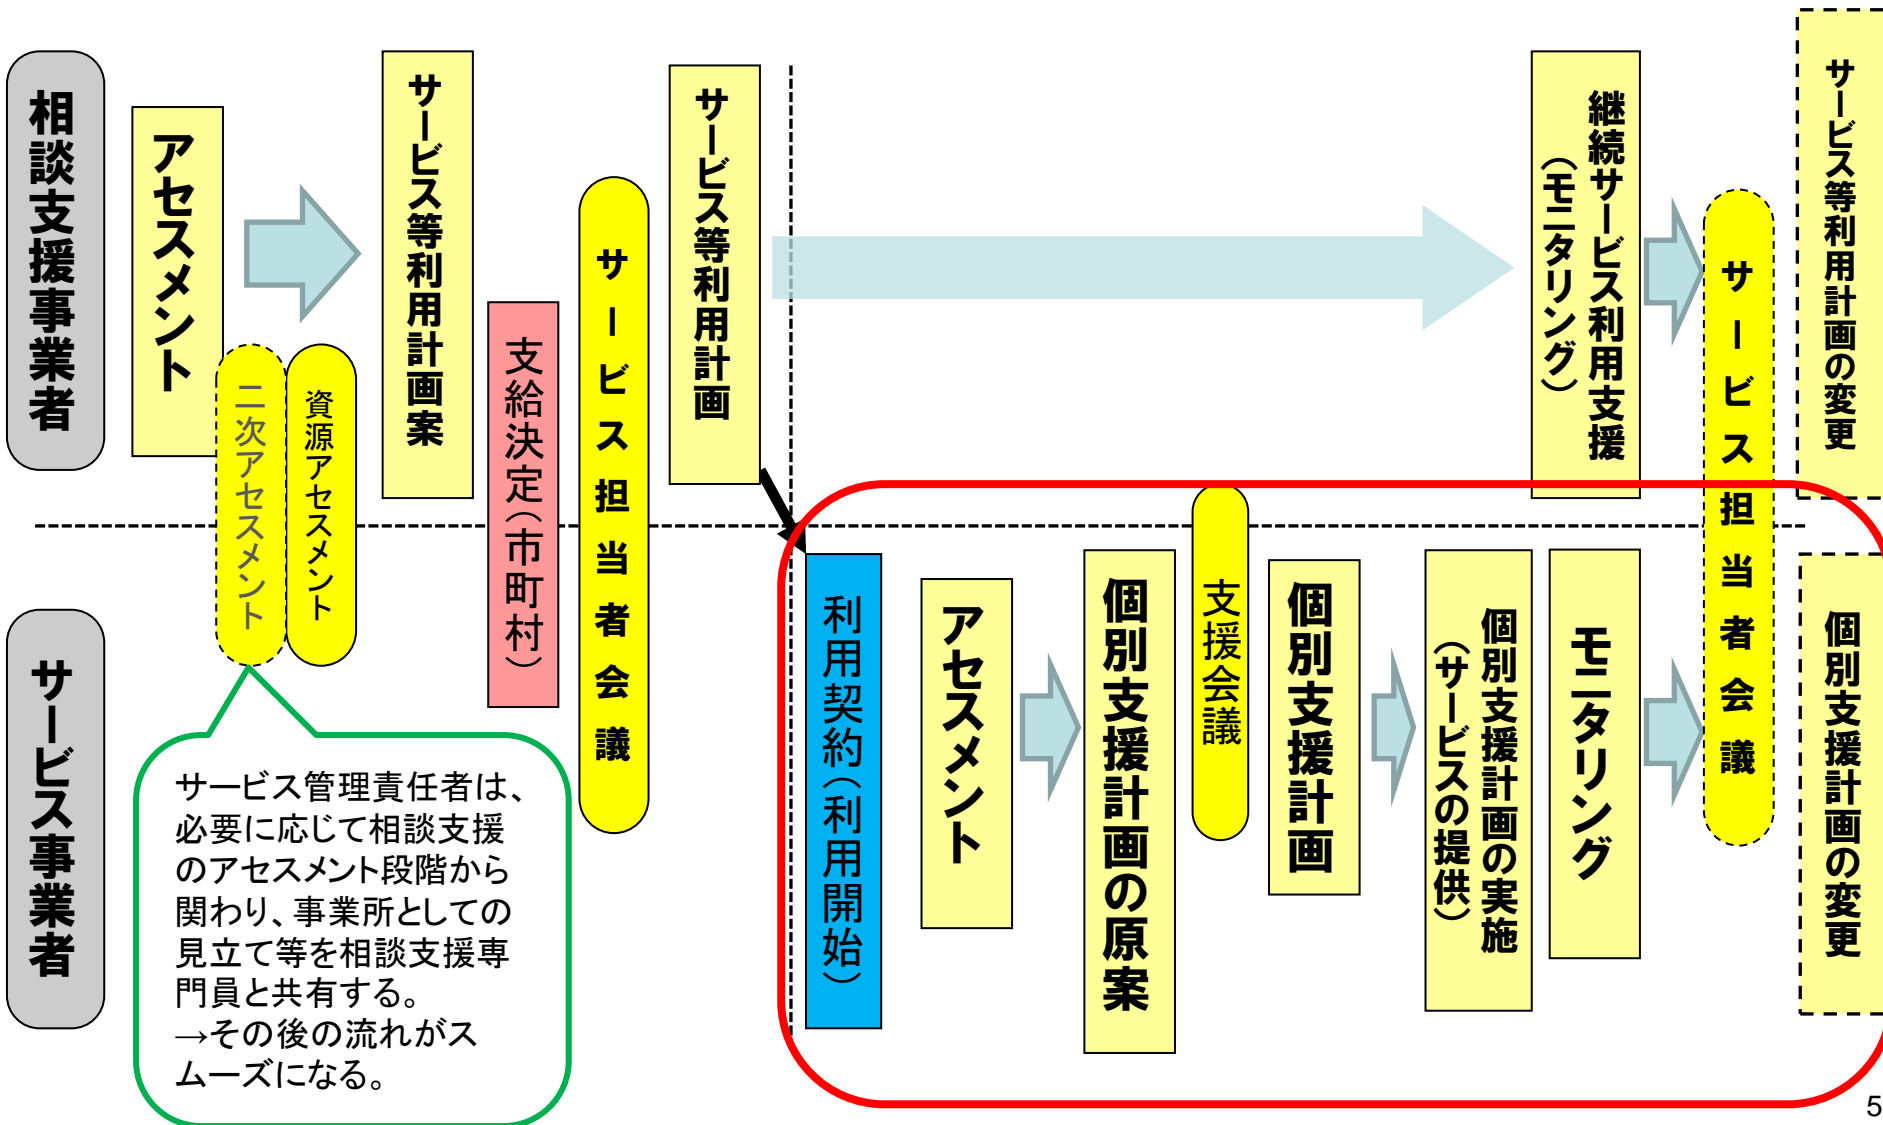 相談支援事業者
アセスメント
二次アセスメント
資源アセスメント
サービス等利用計画案
支給決定（市町村）
サービス担当者会議
サービス等利用計画
継続サービス利用支援
（モニタリング）
サービス担当者会議
サービス等利用計画の変更
サービス事業者
サービス管理責任者は、
必要に応じて相談支援
のアセスメント段階から
関わり、事業所としての
見立て等を相談支援専
門員と共有する。
→その後の流れがス
ムーズになる。
利用契約（利用開始）
アセスメント
個別支援計画の原案
支援会議
個別支援計画
個別支援計画の実施
（サービスの提供）
モニタリング
個別支援計画の変更
5